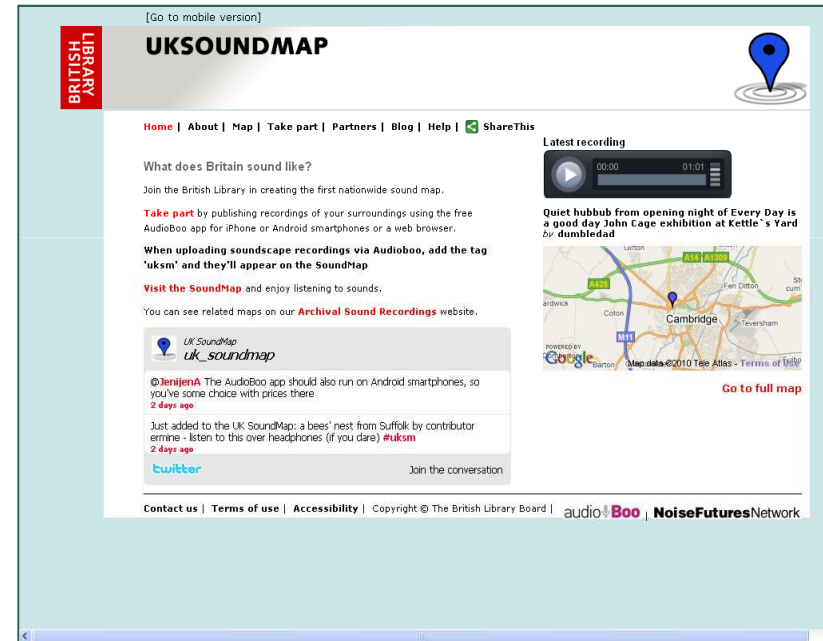 [Go to mobile version]
BRITISH
LIBRARY
UKSOUNDMAP
Home | About | Map | Take part | Partners | Blog | Help | ShareThis
What does Britain sound like?
Join the British Library in creating the first nationwide sound map.
Take part by publishing recordings of your surroundings using the free
AudioBoo app for iPhone or Android smartphones or a web browser.
When uploading soundscape recordings via Audioboo, add the tag
'uksm' and they'll appear on the SoundMap
Visit the SoundMap and enjoy listening to sounds.
You can see related maps on our Archival Sound Recordings website.
UK SoundMap
uk_soundmap
@JenijenA The AudioBoo app should also run on Android smartphones, so
you've some choice with prices there
2 days ago
Just added to the UK SoundMap: a bees' nest from Suffolk by contributor
ermine - listen to this over headphones (if you dare) #uksm
2 days ago
twitter
Join the conversation
Latest recording
00:00 01:01
Quiet hubbub from opening night of Every Day is
a good day John Cage exhibition at Kettle`s Yard
by dumbledad
Girton
A14 A1309
A428
Fen Ditton
ardwick
Coton
Cambridge
Teversham
M11
POWERED BY
Google
Barton
Map data ©2010 Tele Atlas - Terms of Use
Go to full map
Contact us | Terms of use | Accessibility | Copyright © The British Library Board | audioBoo | NoiseFuturesNetwork